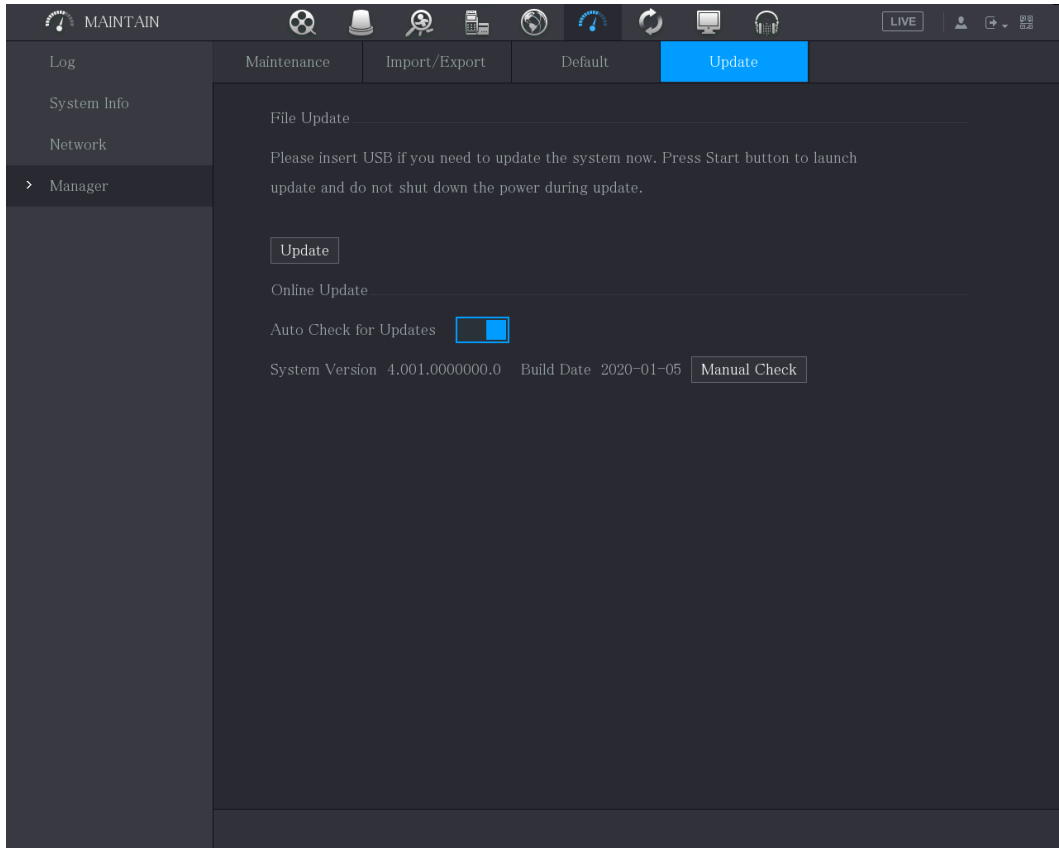 MAINTAIN
LIVE
Log
System Info
Network
Manager
Maintenance Import/Export Default Update
File Update
Please insert USB if you need to update the system now. Press Start button to launch
update and do not shut down the power during update.
Update
Online Update
Auto Check for Updates
System Version 4.001.0000000.0 Build Date 2020-01-05 Manual Check